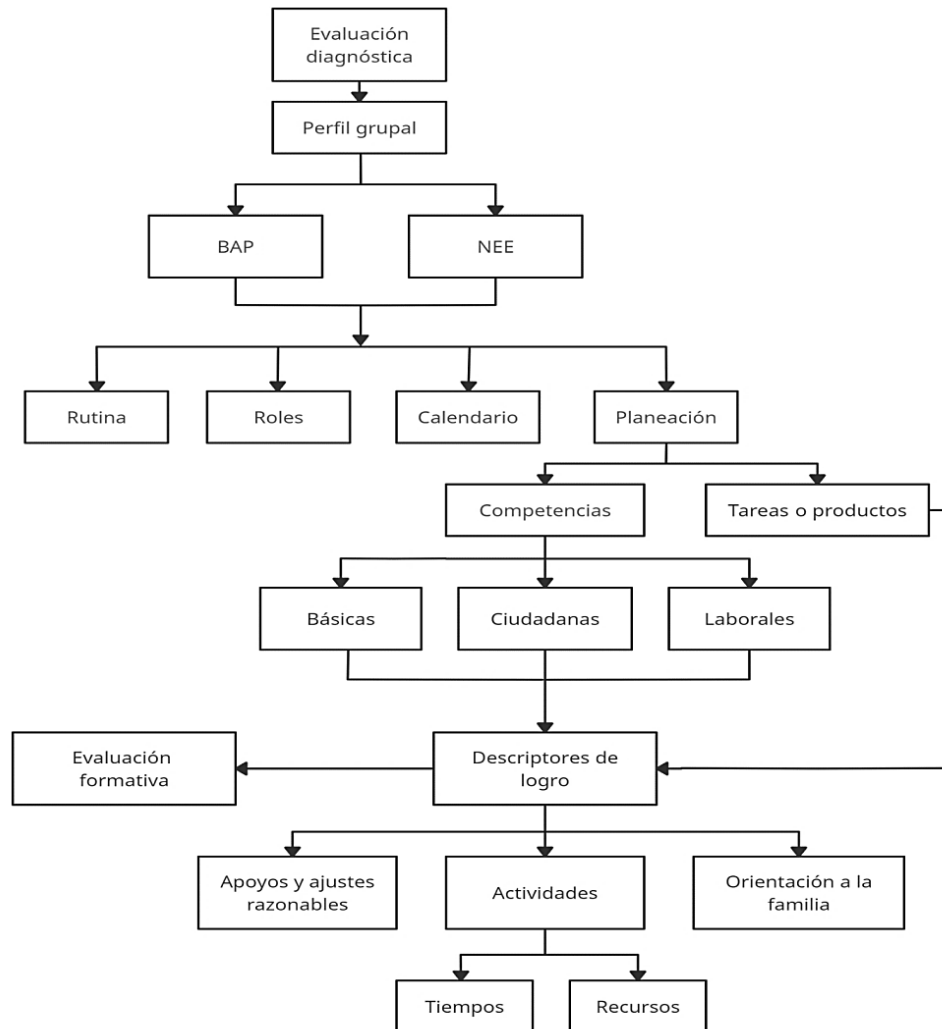 Evaluación
diagnóstica
Perfil grupal
BAP
NEE
Rutina
Roles
Calendario
Planeación
Competencias
Tareas o productos
Básicas
Ciudadanas
Laborales
Evaluación
formativa
Descriptores de
logro
Apoyos y ajustes
razonables
Actividades
Orientación a la
familia
Tiempos
Recursos